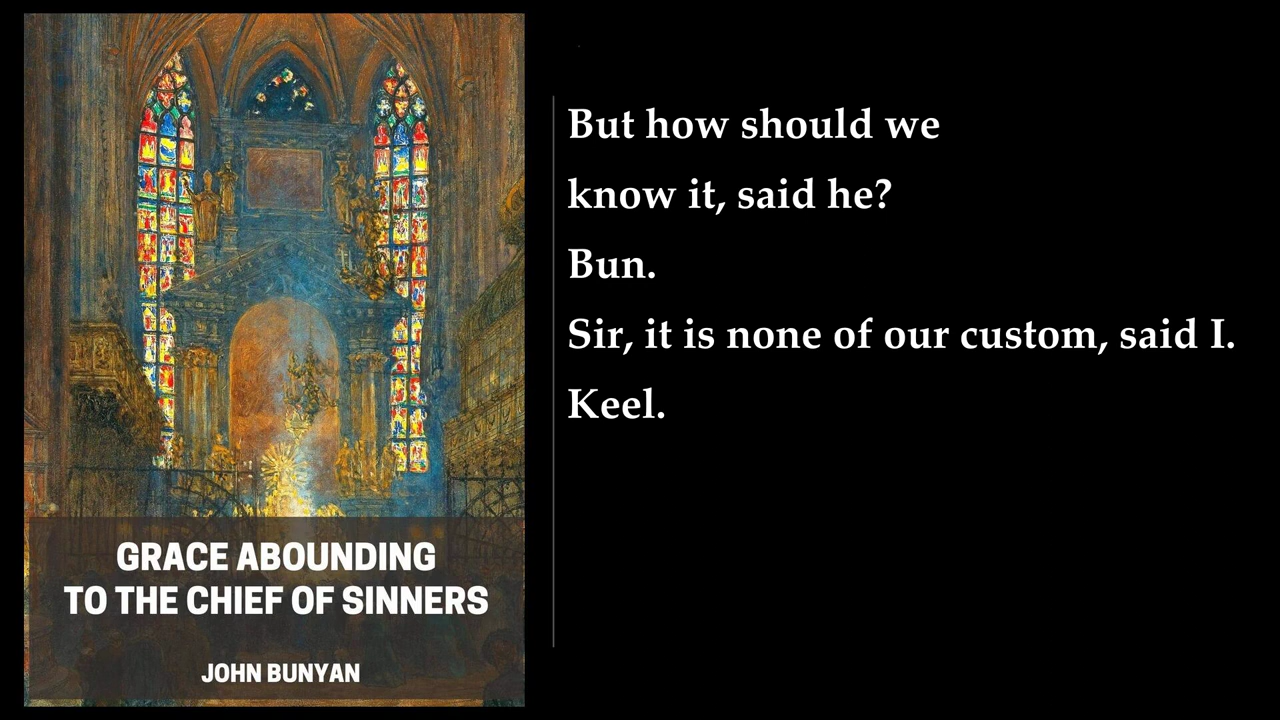 But how should we
know it, said he?
Bun.
Sir, it is none of our custom, said I.
Keel.
GRACE ABOUNDING
TO THE CHIEF OF SINNERS
JOHN BUNYAN